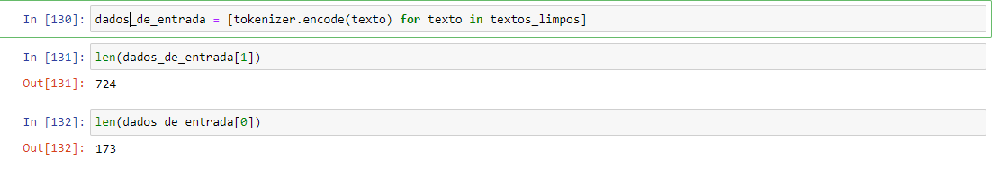 In [130]: dados_de_entrada = [tokenizer.encode(texto) for texto in textos_limpos]
In [131]: len(dados_de_entrada[1])
Out[131]: 724
In [132]: len(dados_de_entrada[0])
Out[132]: 173